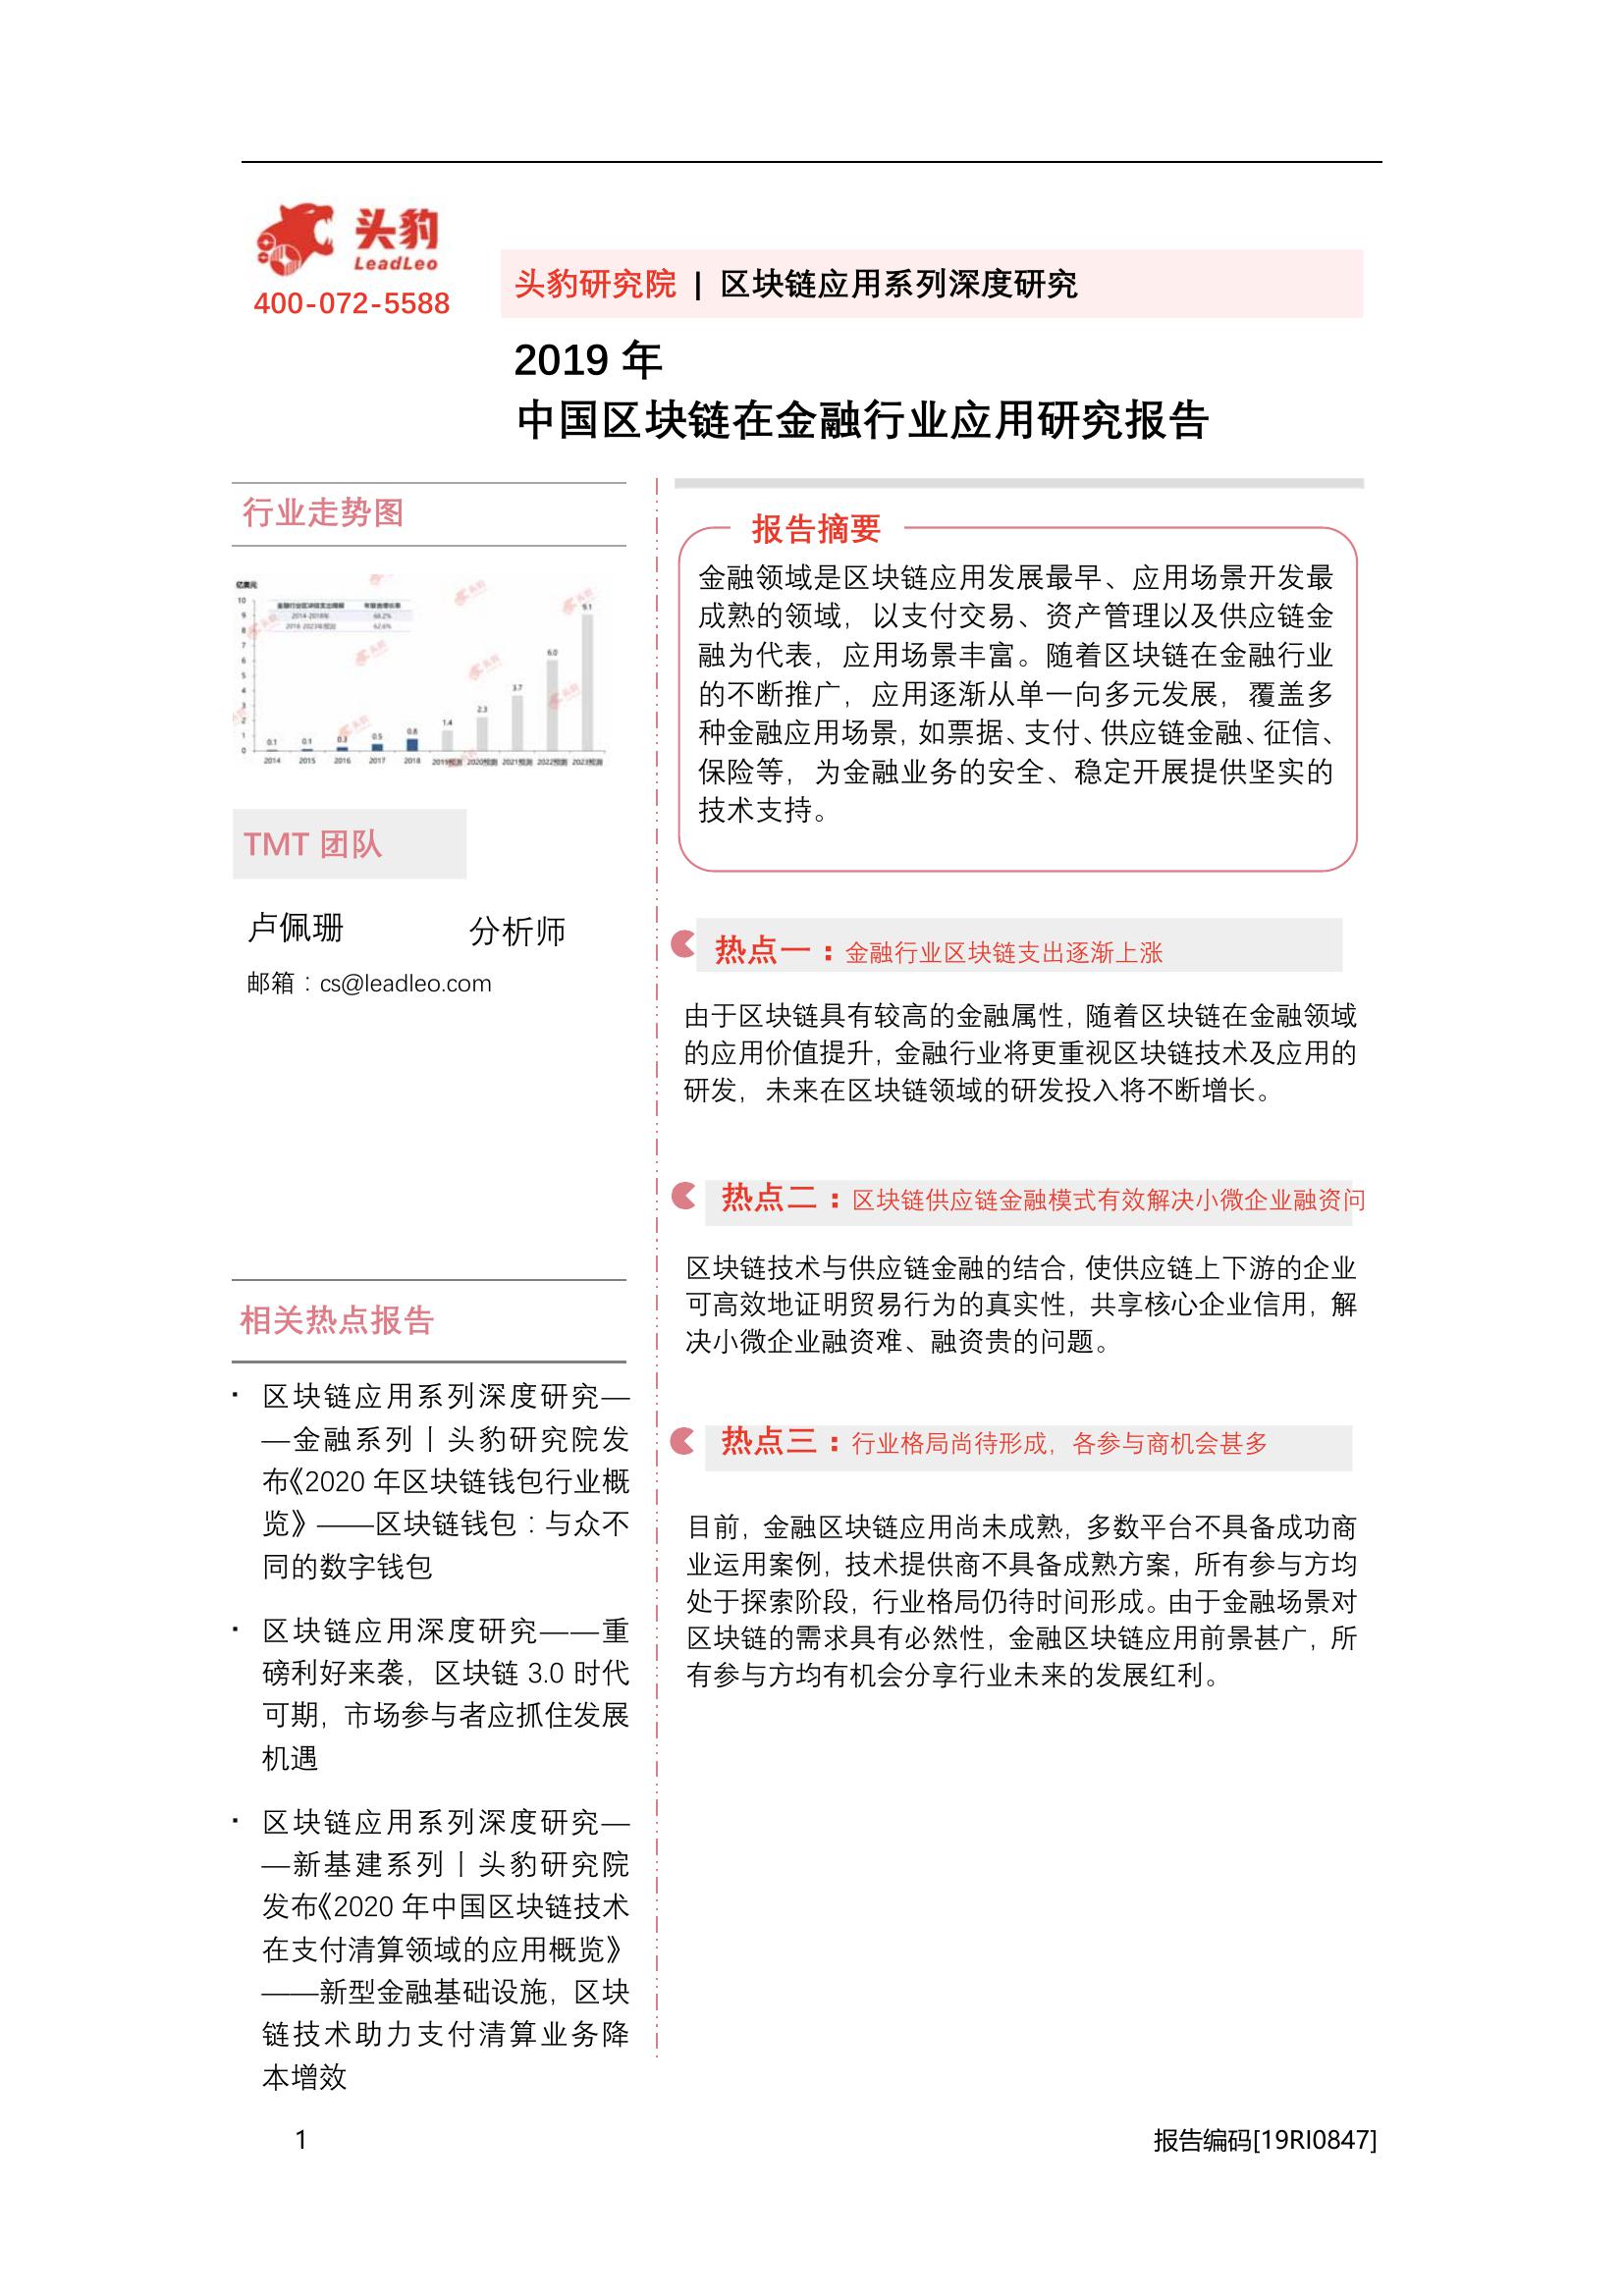 头豹
LeadLeo
400-072-5588
头豹研究院 | 区块链应用系列深度研究
2019 年
中国区块链在金融行业应用研究报告
行业走势图
亿美元
金融行业区块链支出规模 年复合增长率
2014-2018年 68.2%
2018-2023年预测 62.6%
10
9
8
7
6
5
4
3
2
1
0
0.1
0.1
0.3
0.5
0.8
1.4
2.3
3.7
6.0
9.1
2014 2015 2016 2017 2018 2019预测 2020预测 2021预测 2022预测 2023预测
TMT 团队
卢佩珊 分析师
邮箱：cs@leadleo.com
相关热点报告
· 区块链应用系列深度研究—
—金融系列丨头豹研究院发
布《2020 年区块链钱包行业概
览》——区块链钱包：与众不
同的数字钱包
· 区块链应用深度研究——重
磅利好来袭，区块链 3.0 时代
可期，市场参与者应抓住发展
机遇
· 区块链应用系列深度研究—
—新基建系列丨头豹研究院
发布《2020 年中国区块链技术
在支付清算领域的应用概览》
——新型金融基础设施，区块
链技术助力支付清算业务降
本增效
报告摘要
金融领域是区块链应用发展最早、应用场景开发最
成熟的领域，以支付交易、资产管理以及供应链金
融为代表，应用场景丰富。随着区块链在金融行业
的不断推广，应用逐渐从单一向多元发展，覆盖多
种金融应用场景，如票据、支付、供应链金融、征信、
保险等，为金融业务的安全、稳定开展提供坚实的
技术支持。
热点一：金融行业区块链支出逐渐上涨
由于区块链具有较高的金融属性，随着区块链在金融领域
的应用价值提升，金融行业将更重视区块链技术及应用的
研发，未来在区块链领域的研发投入将不断增长。
热点二：区块链供应链金融模式有效解决小微企业融资问
区块链技术与供应链金融的结合，使供应链上下游的企业
可高效地证明贸易行为的真实性，共享核心企业信用，解
决小微企业融资难、融资贵的问题。
热点三：行业格局尚待形成，各参与商机会甚多
目前，金融区块链应用尚未成熟，多数平台不具备成功商
业运用案例，技术提供商不具备成熟方案，所有参与方均
处于探索阶段，行业格局仍待时间形成。由于金融场景对
区块链的需求具有必然性，金融区块链应用前景甚广，所
有参与方均有机会分享行业未来的发展红利。
1
报告编码[19RI0847]